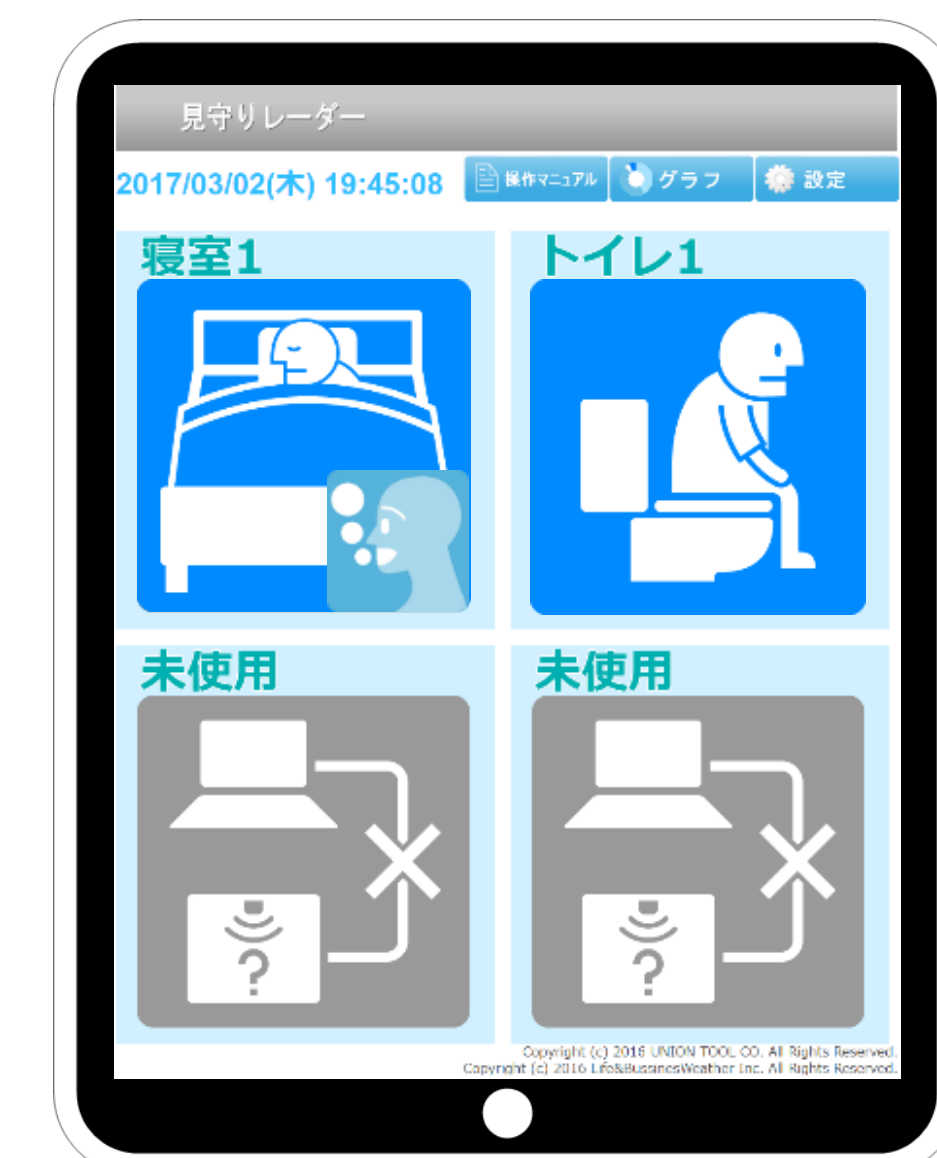 見守りレーダー
2017/03/02(木) 19:45:08 操作マニュアル グラフ 設定
寝室1 トイレ1
未使用 未使用
?
?
Copyright (c) 2016 UNION TOOL CO. All Rights Reserved.
Copyright (c) 2016 Life&BussinesWeather Inc. All Rights Reserved.